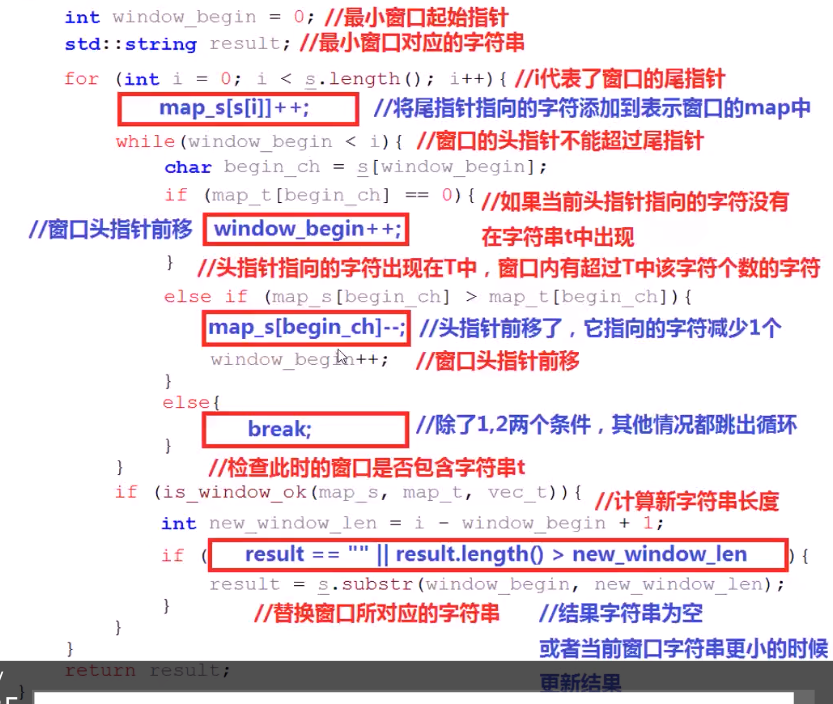 int window_begin = 0; //最小窗口起始指针
std::string result; //最小窗口对应的字符串
for (int i = 0; i < s.length(); i++){ //i代表了窗口的尾指针
map_s[s[i]]++; //将尾指针指向的字符添加到表示窗口的map中
while(window_begin < i){ //窗口的头指针不能超过尾指针
char begin_ch = s[window_begin];
if (map_t[begin_ch] == 0){ //如果当前头指针指向的字符没有
//窗口头指针前移 window_begin++; 在字符串t中出现
} //头指针指向的字符出现在T中，窗口内有超过T中该字符个数的字符
else if (map_s[begin_ch] > map_t[begin_ch]){
map_s[begin_ch]--; //头指针前移了，它指向的字符减少1个
window_begin++; //窗口头指针前移
}
else{
break; //除了1,2两个条件，其他情况都跳出循环
}
} //检查此时的窗口是否包含字符串t
if (is_window_ok(map_s, map_t, vec_t)){ //计算新字符串长度
int new_window_len = i - window_begin + 1;
if ( result == "" || result.length() > new_window_len ){
result = s.substr(window_begin, new_window_len);
} //替换窗口所对应的字符串 //结果字符串为空
} 或者当前窗口字符串更小的时候
}
return result; 更新结果
}